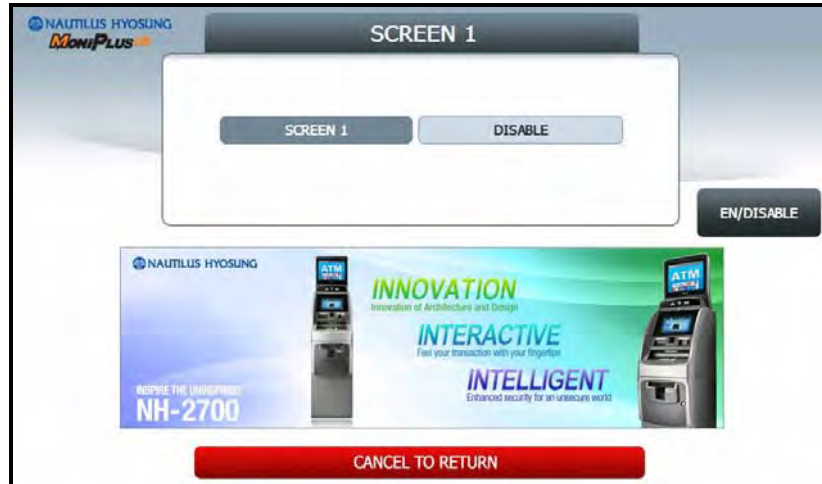 NAUTILUS HYOSUNG
MONIPLUS
SCREEN 1
SCREEN 1 DISABLE
EN/DISABLE
NAUTILUS HYOSUNG
ATM
ATM
INNOVATION
Innovation of Architecture and Design
INTERACTIVE
Feel your transaction with your fingertips
INTELLIGENT
Enhanced security for an unsecure world
INSPIRE THE
NH-2700
CANCEL TO RETURN